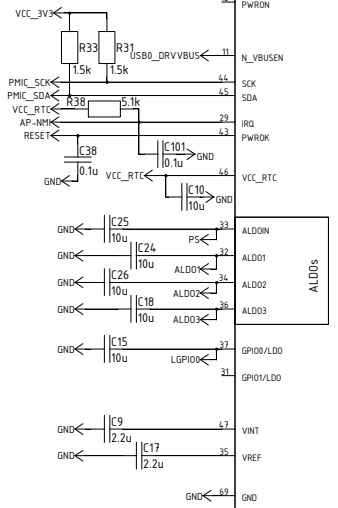 PWRON
VCC_3V3
R33 R31
USB0_DRVVBUS 11 N_VBUSEN
1.5k 1.5k
PMIC_SCK 44 SCK
PMIC_SDA 45 SDA
VCC_RTC R38 5.1k
AP-NMI 29 IRQ
RESET 43 PWROK
C38 C101 GND
0.1u
GND 0.1u VCC_RTC 46 VCC_RTC
C10 GND
10u
C25 33 ALDOIN
GND 10u PS
C24 32 ALDO1
GND 10u ALDO1
C26 34 ALDO2
GND 10u ALDO2
C18 36 ALDO3
GND 10u ALDO3
ALDOs
C15 37 GPIO0/LDO
GND 10u LGPIO0
31 GPIO1/LDO
C9 47 VINT
GND 2.2u
C17 35 VREF
GND 2.2u
GND 69 GND